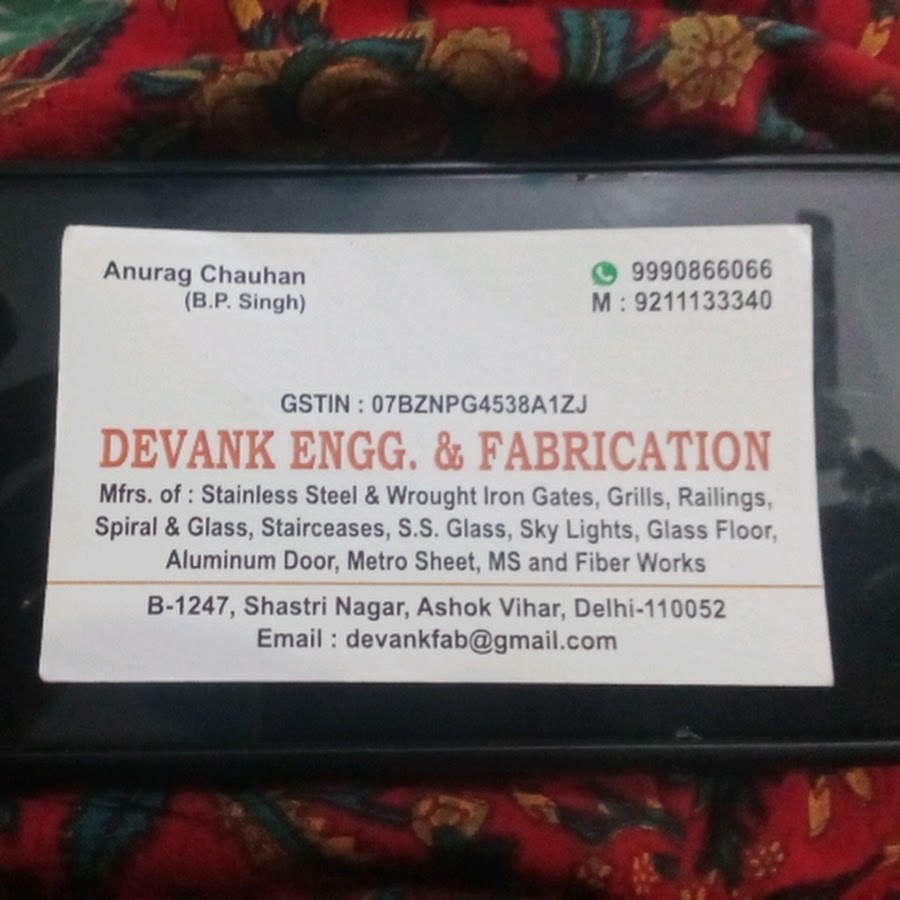 Anurag Chauhan
(B.P. Singh)
9990866066
M : 9211133340
GSTIN : 07BZNPG4538A1ZJ
DEVANK ENGG. & FABRICATION
Mfrs. of : Stainless Steel & Wrought Iron Gates, Grills, Railings,
Spiral & Glass, Stairceases, S.S. Glass, Sky Lights, Glass Floor,
Aluminum Door, Metro Sheet, MS and Fiber Works
B-1247, Shastri Nagar, Ashok Vihar, Delhi-110052
Email : devankfab@gmail.com